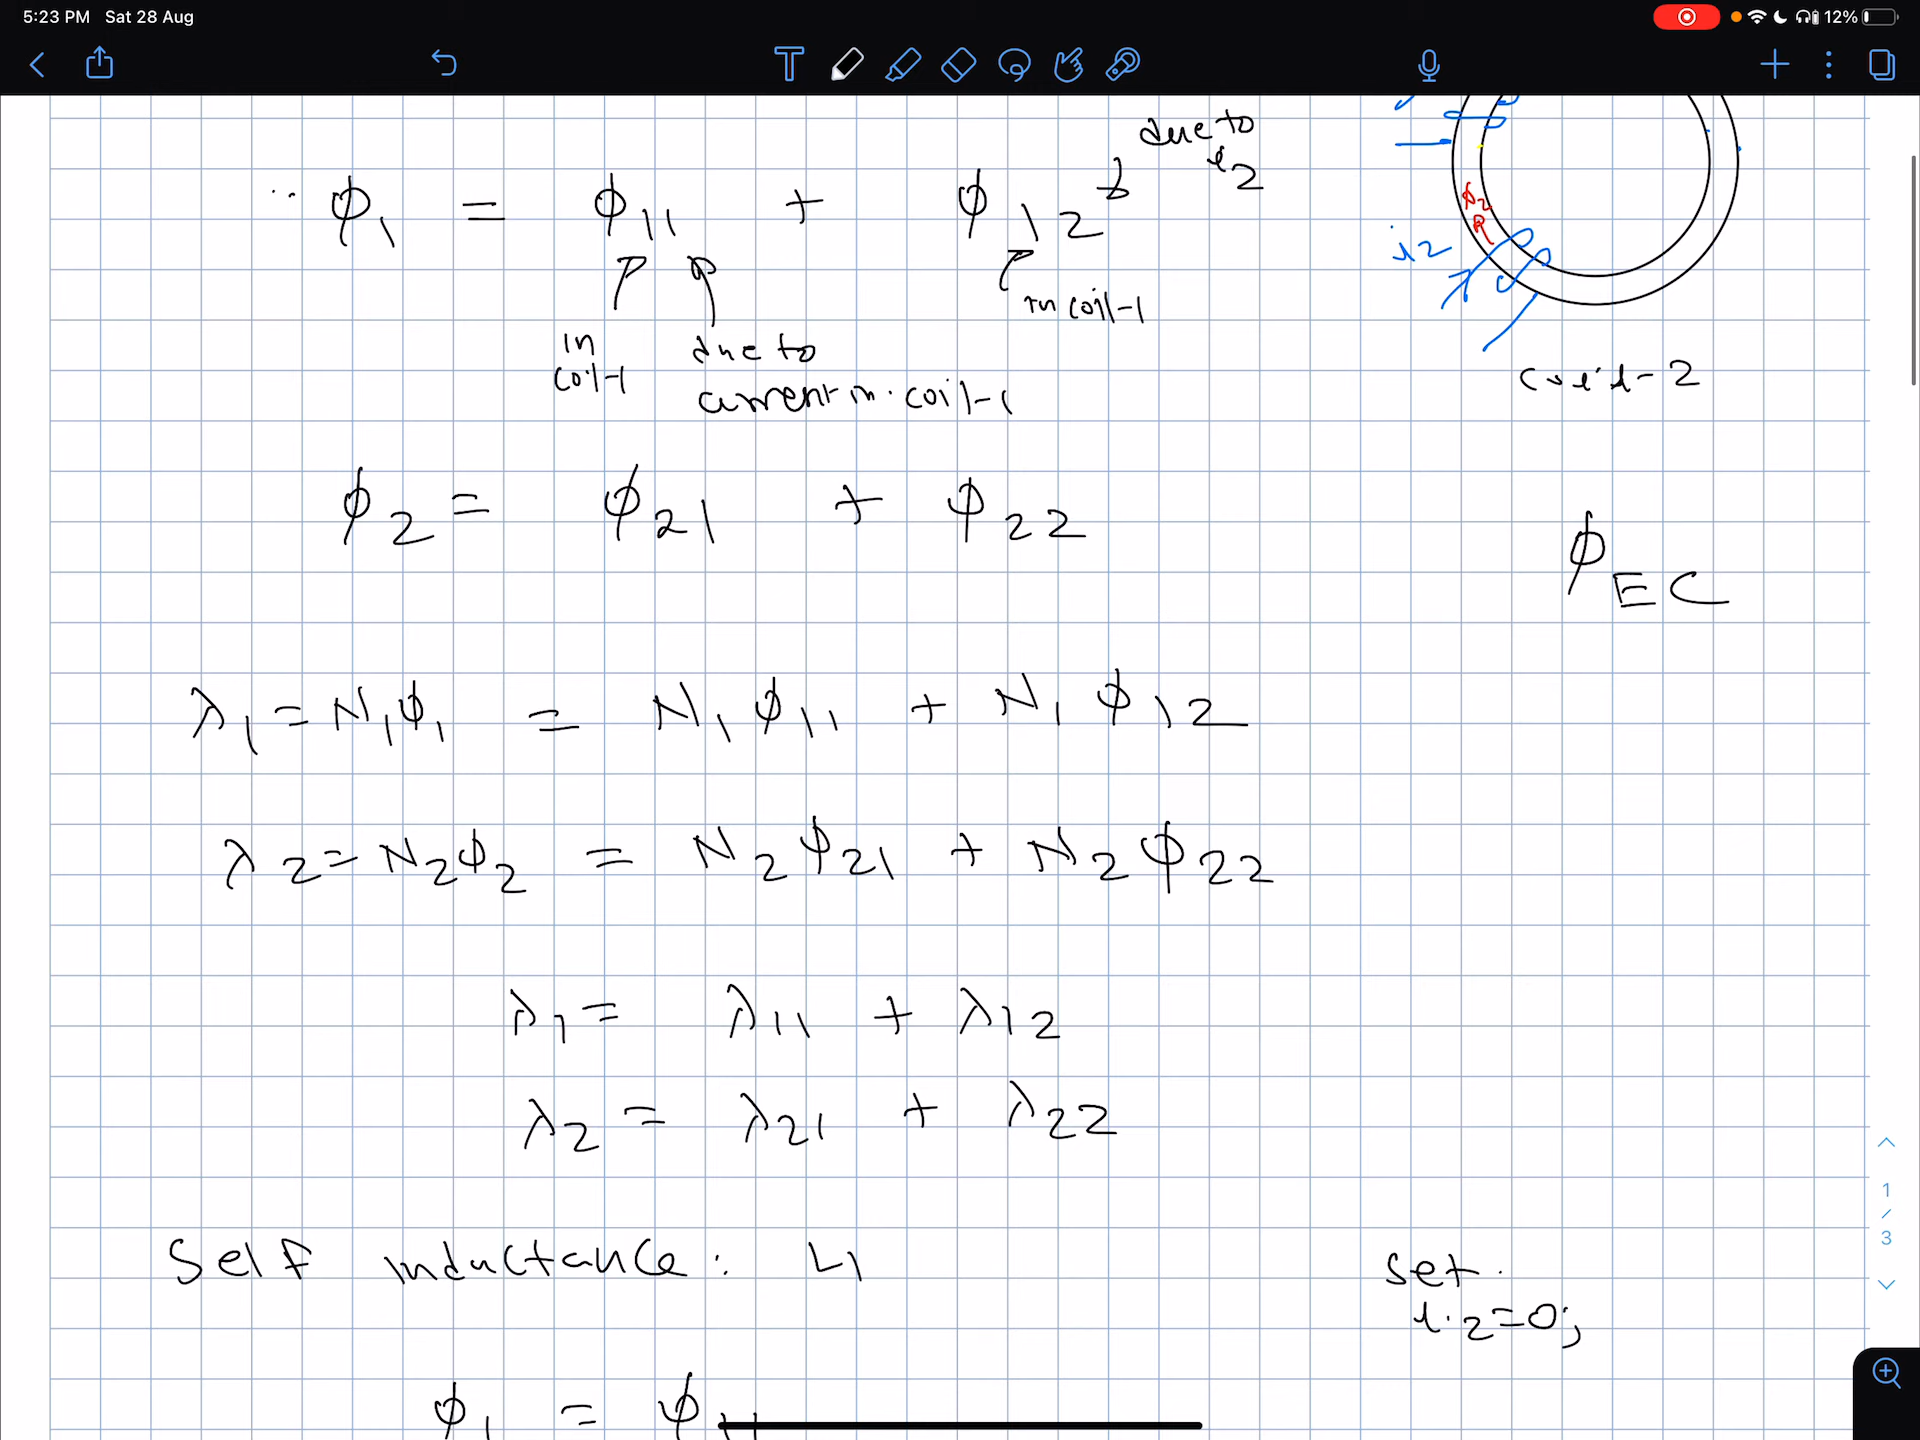 5:23 PM Sat 28 Aug
12%
due to
i2
ϕ1 = ϕ11 + ϕ12
ϕ2
i2
in coil-1
in coil-1
due to current in coil-1
coil-2
ϕ2 = ϕ21 + ϕ22
ϕEC
λ1 = N1ϕ1 = N1ϕ11 + N1ϕ12
λ2 = N2ϕ2 = N2ϕ21 + N2ϕ22
λ1 = λ11 + λ12
λ2 = λ21 + λ22
1
/
3
Self inductance: L1
Set
i2=0;
ϕ1 = ϕ11